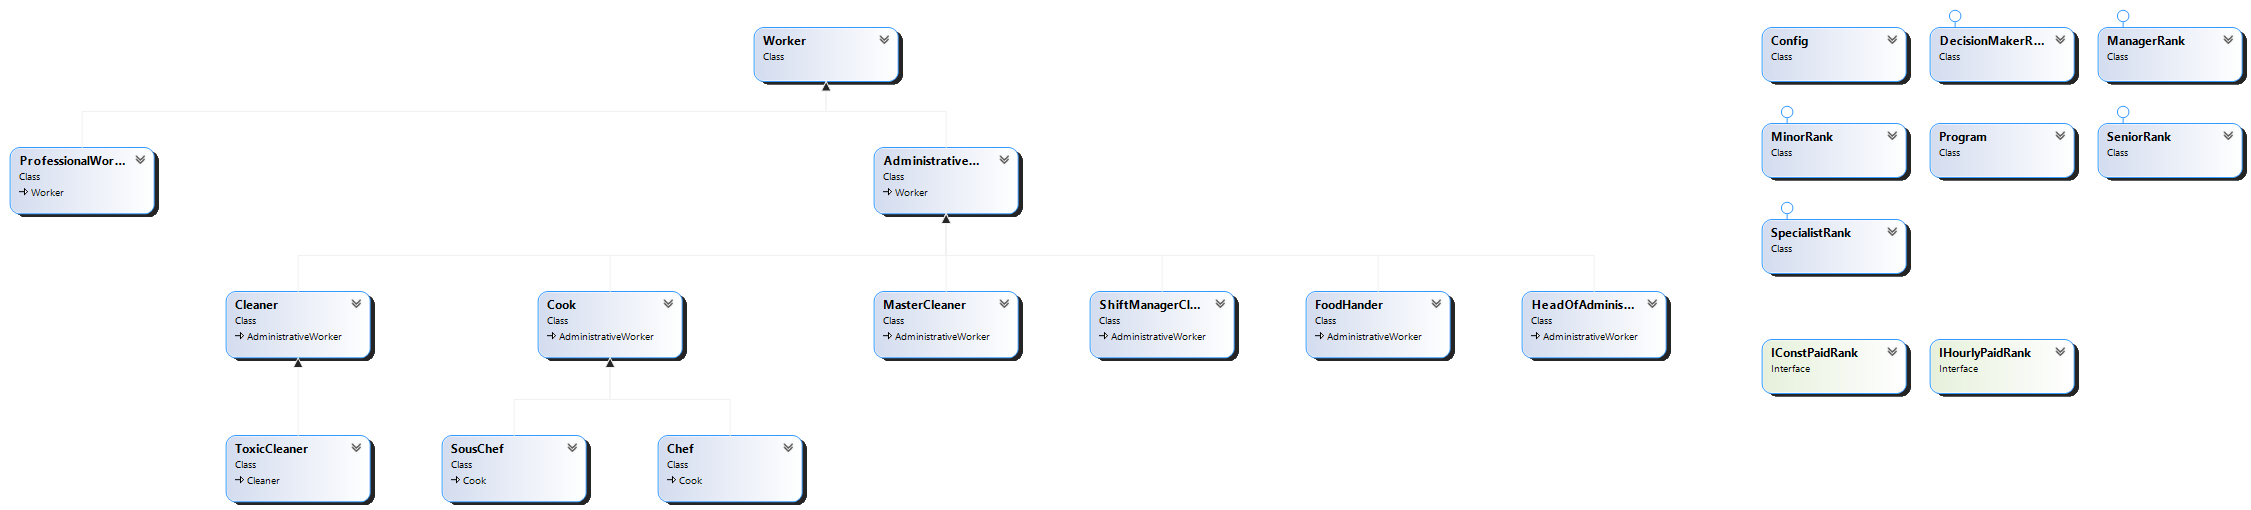 Worker
Class
Config
Class
DecisionMakerR...
Class
ManagerRank
Class
MinorRank
Class
Program
Class
SeniorRank
Class
ProfessionalWor...
Class
Worker
Administrative...
Class
Worker
SpecialistRank
Class
Cleaner
Class
AdministrativeWorker
Cook
Class
AdministrativeWorker
MasterCleaner
Class
AdministrativeWorker
ShiftManagerCl...
Class
AdministrativeWorker
FoodHander
Class
AdministrativeWorker
HeadOfAdminis...
Class
AdministrativeWorker
IConstPaidRank
Interface
IHourlyPaidRank
Interface
ToxicCleaner
Class
Cleaner
SousChef
Class
Cook
Chef
Class
Cook